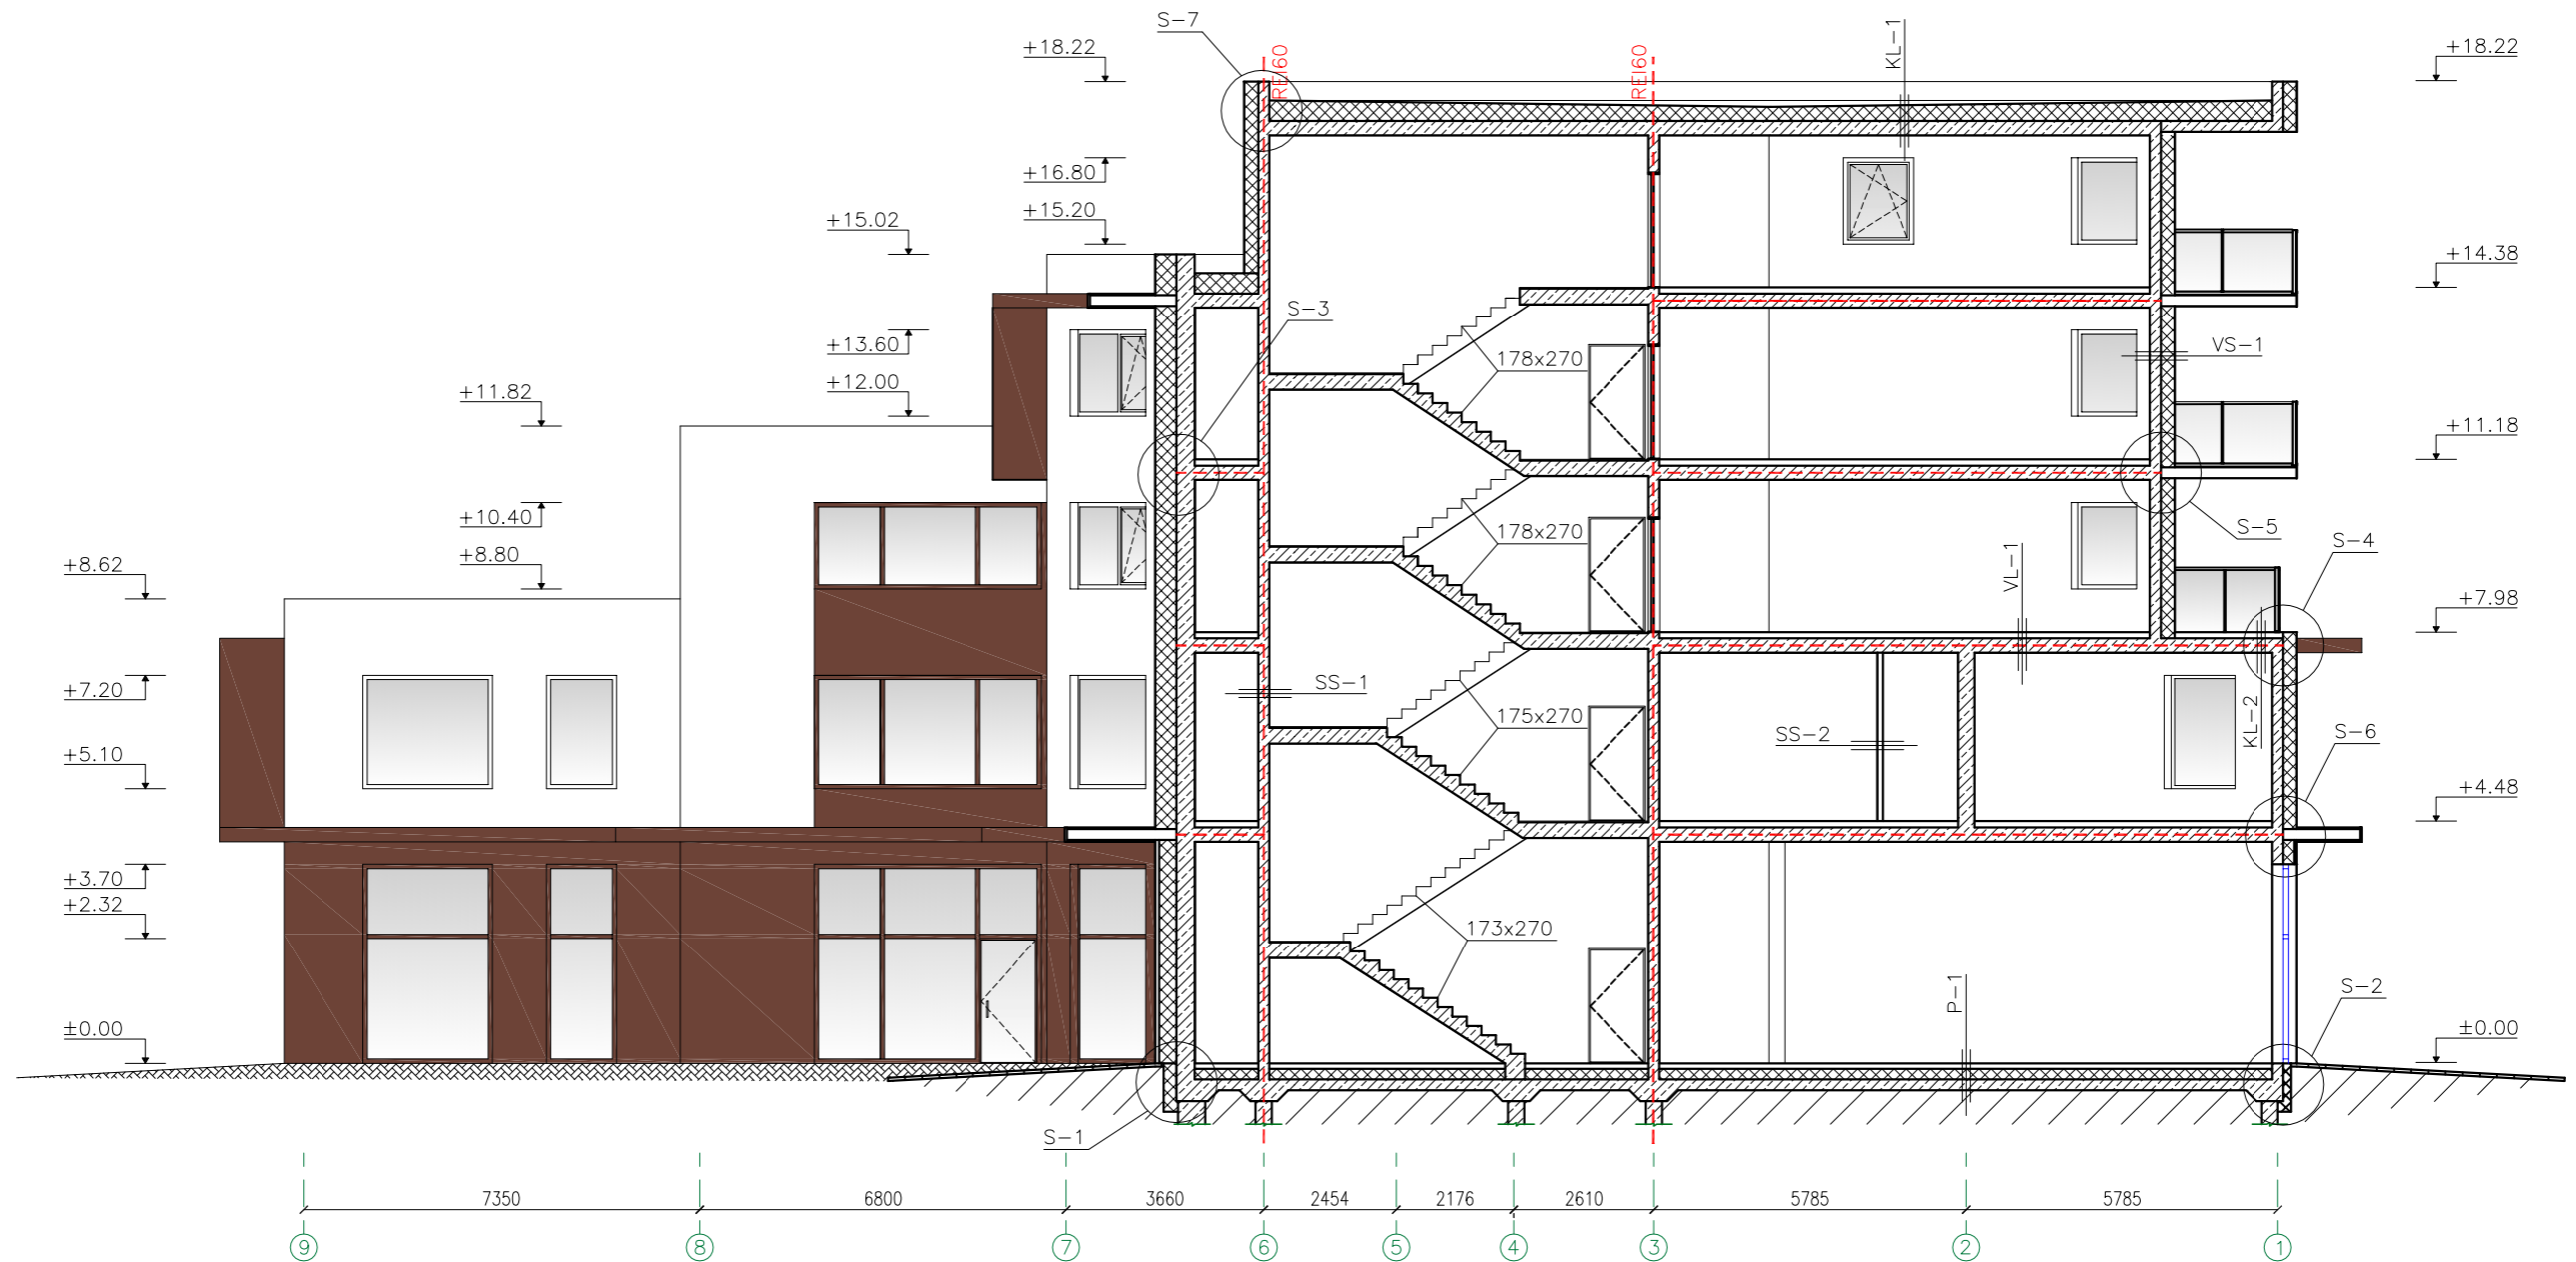 S-7
KL-1
+18.22
REI60
REI60
+18.22
+16.80
+15.20
+15.02
+14.38
S-3
+13.60
178x270
VS-1
+12.00
+11.82
+11.18
+10.40
178x270
S-5
S-4
+8.80
VL-1
+8.62
+7.98
+7.20
SS-1
175x270
SS-2
KL-2
S-6
+5.10
+4.48
+3.70
+2.32
173x270
P-1
S-2
±0.00
±0.00
S-1
7350 6800 3660 2454 2176 2610 5785 5785
9 8 7 6 5 4 3 2 1